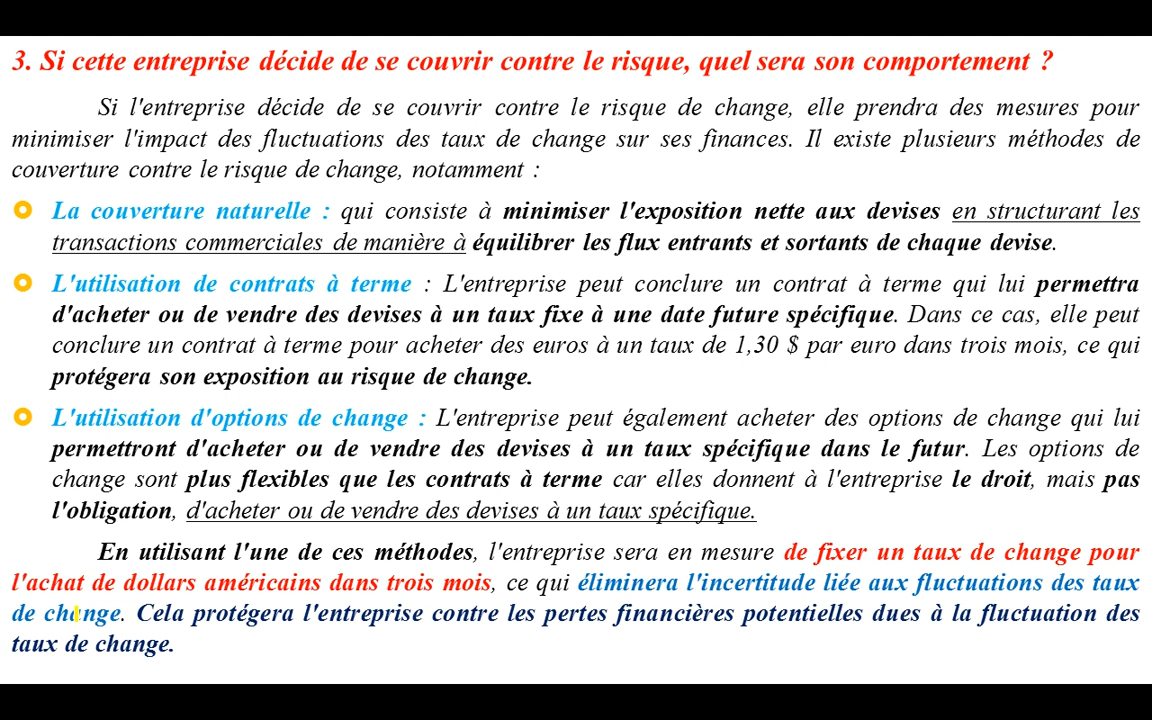 3. Si cette entreprise décide de se couvrir contre le risque, quel sera son comportement ?
Si l'entreprise décide de se couvrir contre le risque de change, elle prendra des mesures pour
minimiser l'impact des fluctuations des taux de change sur ses finances. Il existe plusieurs méthodes de
couverture contre le risque de change, notamment :
La couverture naturelle : qui consiste à minimiser l'exposition nette aux devises en structurant les
transactions commerciales de manière à équilibrer les flux entrants et sortants de chaque devise.
L'utilisation de contrats à terme : L'entreprise peut conclure un contrat à terme qui lui permettra
d'acheter ou de vendre des devises à un taux fixe à une date future spécifique. Dans ce cas, elle peut
conclure un contrat à terme pour acheter des euros à un taux de 1,30 $ par euro dans trois mois, ce qui
protégera son exposition au risque de change.
L'utilisation d'options de change : L'entreprise peut également acheter des options de change qui lui
permettront d'acheter ou de vendre des devises à un taux spécifique dans le futur. Les options de
change sont plus flexibles que les contrats à terme car elles donnent à l'entreprise le droit, mais pas
l'obligation, d'acheter ou de vendre des devises à un taux spécifique.
En utilisant l'une de ces méthodes, l'entreprise sera en mesure de fixer un taux de change pour
l'achat de dollars américains dans trois mois, ce qui éliminera l'incertitude liée aux fluctuations des taux
de change. Cela protégera l'entreprise contre les pertes financières potentielles dues à la fluctuation des
taux de change.